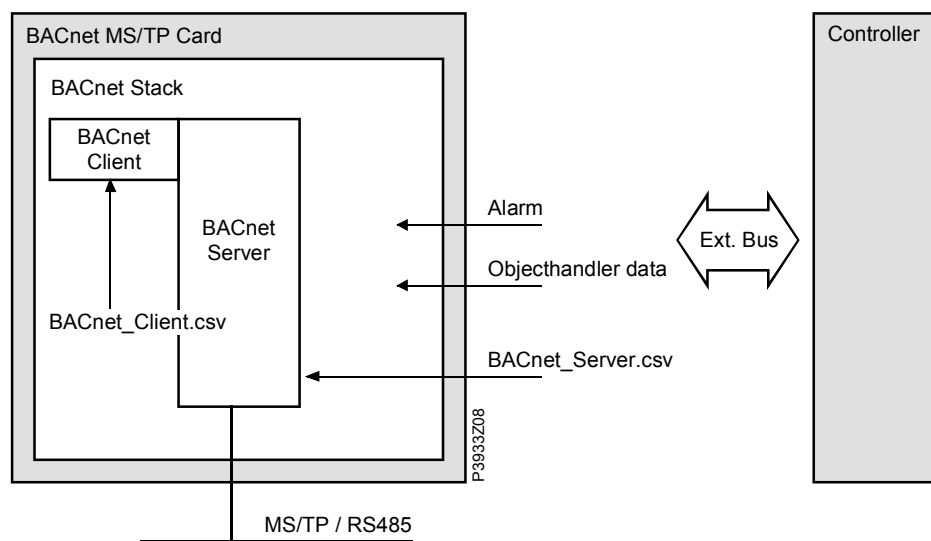 BACnet MS/TP Card
Controller
BACnet Stack
BACnet
Client
BACnet
Server
Alarm
Ext. Bus
Objecthandler data
BACnet_Client.csv
BACnet_Server.csv
P3933Z08
MS/TP / RS485